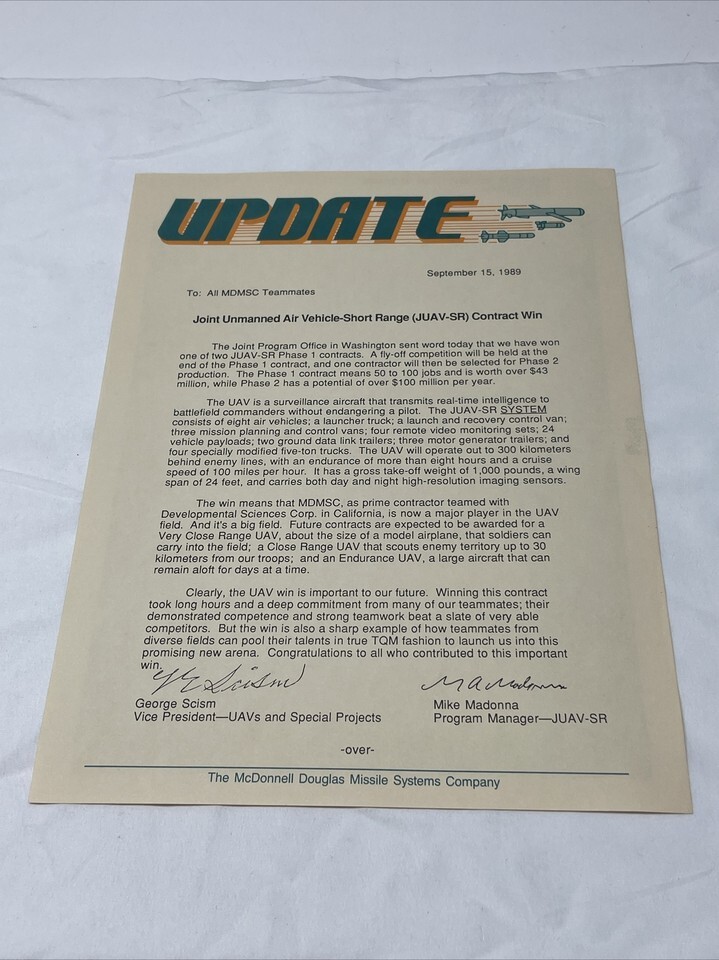 UPDATE
September 15, 1989
To: All MDMSC Teammates
Joint Unmanned Air Vehicle-Short Range (JUAV-SR) Contract Win
The Joint Program Office in Washington sent word today that we have won
one of two JUAV-SR Phase 1 contracts. A fly-off competition will be held at the
end of the Phase 1 contract, and one contractor will then be selected for Phase 2
production. The Phase 1 contract means 50 to 100 jobs and is worth over $43
million, while Phase 2 has a potential of over $100 million per year.
The UAV is a surveillance aircraft that transmits real-time intelligence to
battlefield commanders without endangering a pilot. The JUAV-SR SYSTEM
consists of eight air vehicles; a launcher truck; a launch and recovery control van;
three mission planning and control vans; four remote video monitoring sets; 24
vehicle payloads; two ground data link trailers; three motor generator trailers; and
four specially modified five-ton trucks. The UAV will operate out to 300 kilometers
behind enemy lines, with an endurance of more than eight hours and a cruise
speed of 100 miles per hour. It has a gross take-off weight of 1,000 pounds, a wing
span of 24 feet, and carries both day and night high-resolution imaging sensors.
The win means that MDMSC, as prime contractor teamed with
Developmental Sciences Corp. in California, is now a major player in the UAV
field. And it's a big field. Future contracts are expected to be awarded for a
Very Close Range UAV, about the size of a model airplane, that soldiers can
carry into the field; a Close Range UAV that scouts enemy territory up to 30
kilometers from our troops; and an Endurance UAV, a large aircraft that can
remain aloft for days at a time.
Clearly, the UAV win is important to our future. Winning this contract
took long hours and a deep commitment from many of our teammates; their
demonstrated competence and strong teamwork beat a slate of very able
competitors. But the win is also a sharp example of how teammates from
diverse fields can pool their talents in true TQM fashion to launch us into this
promising new arena. Congratulations to all who contributed to this important
win.
George Scism
Vice President—UAVs and Special Projects
Mike Madonna
Program Manager—JUAV-SR
-over-
The McDonnell Douglas Missile Systems Company